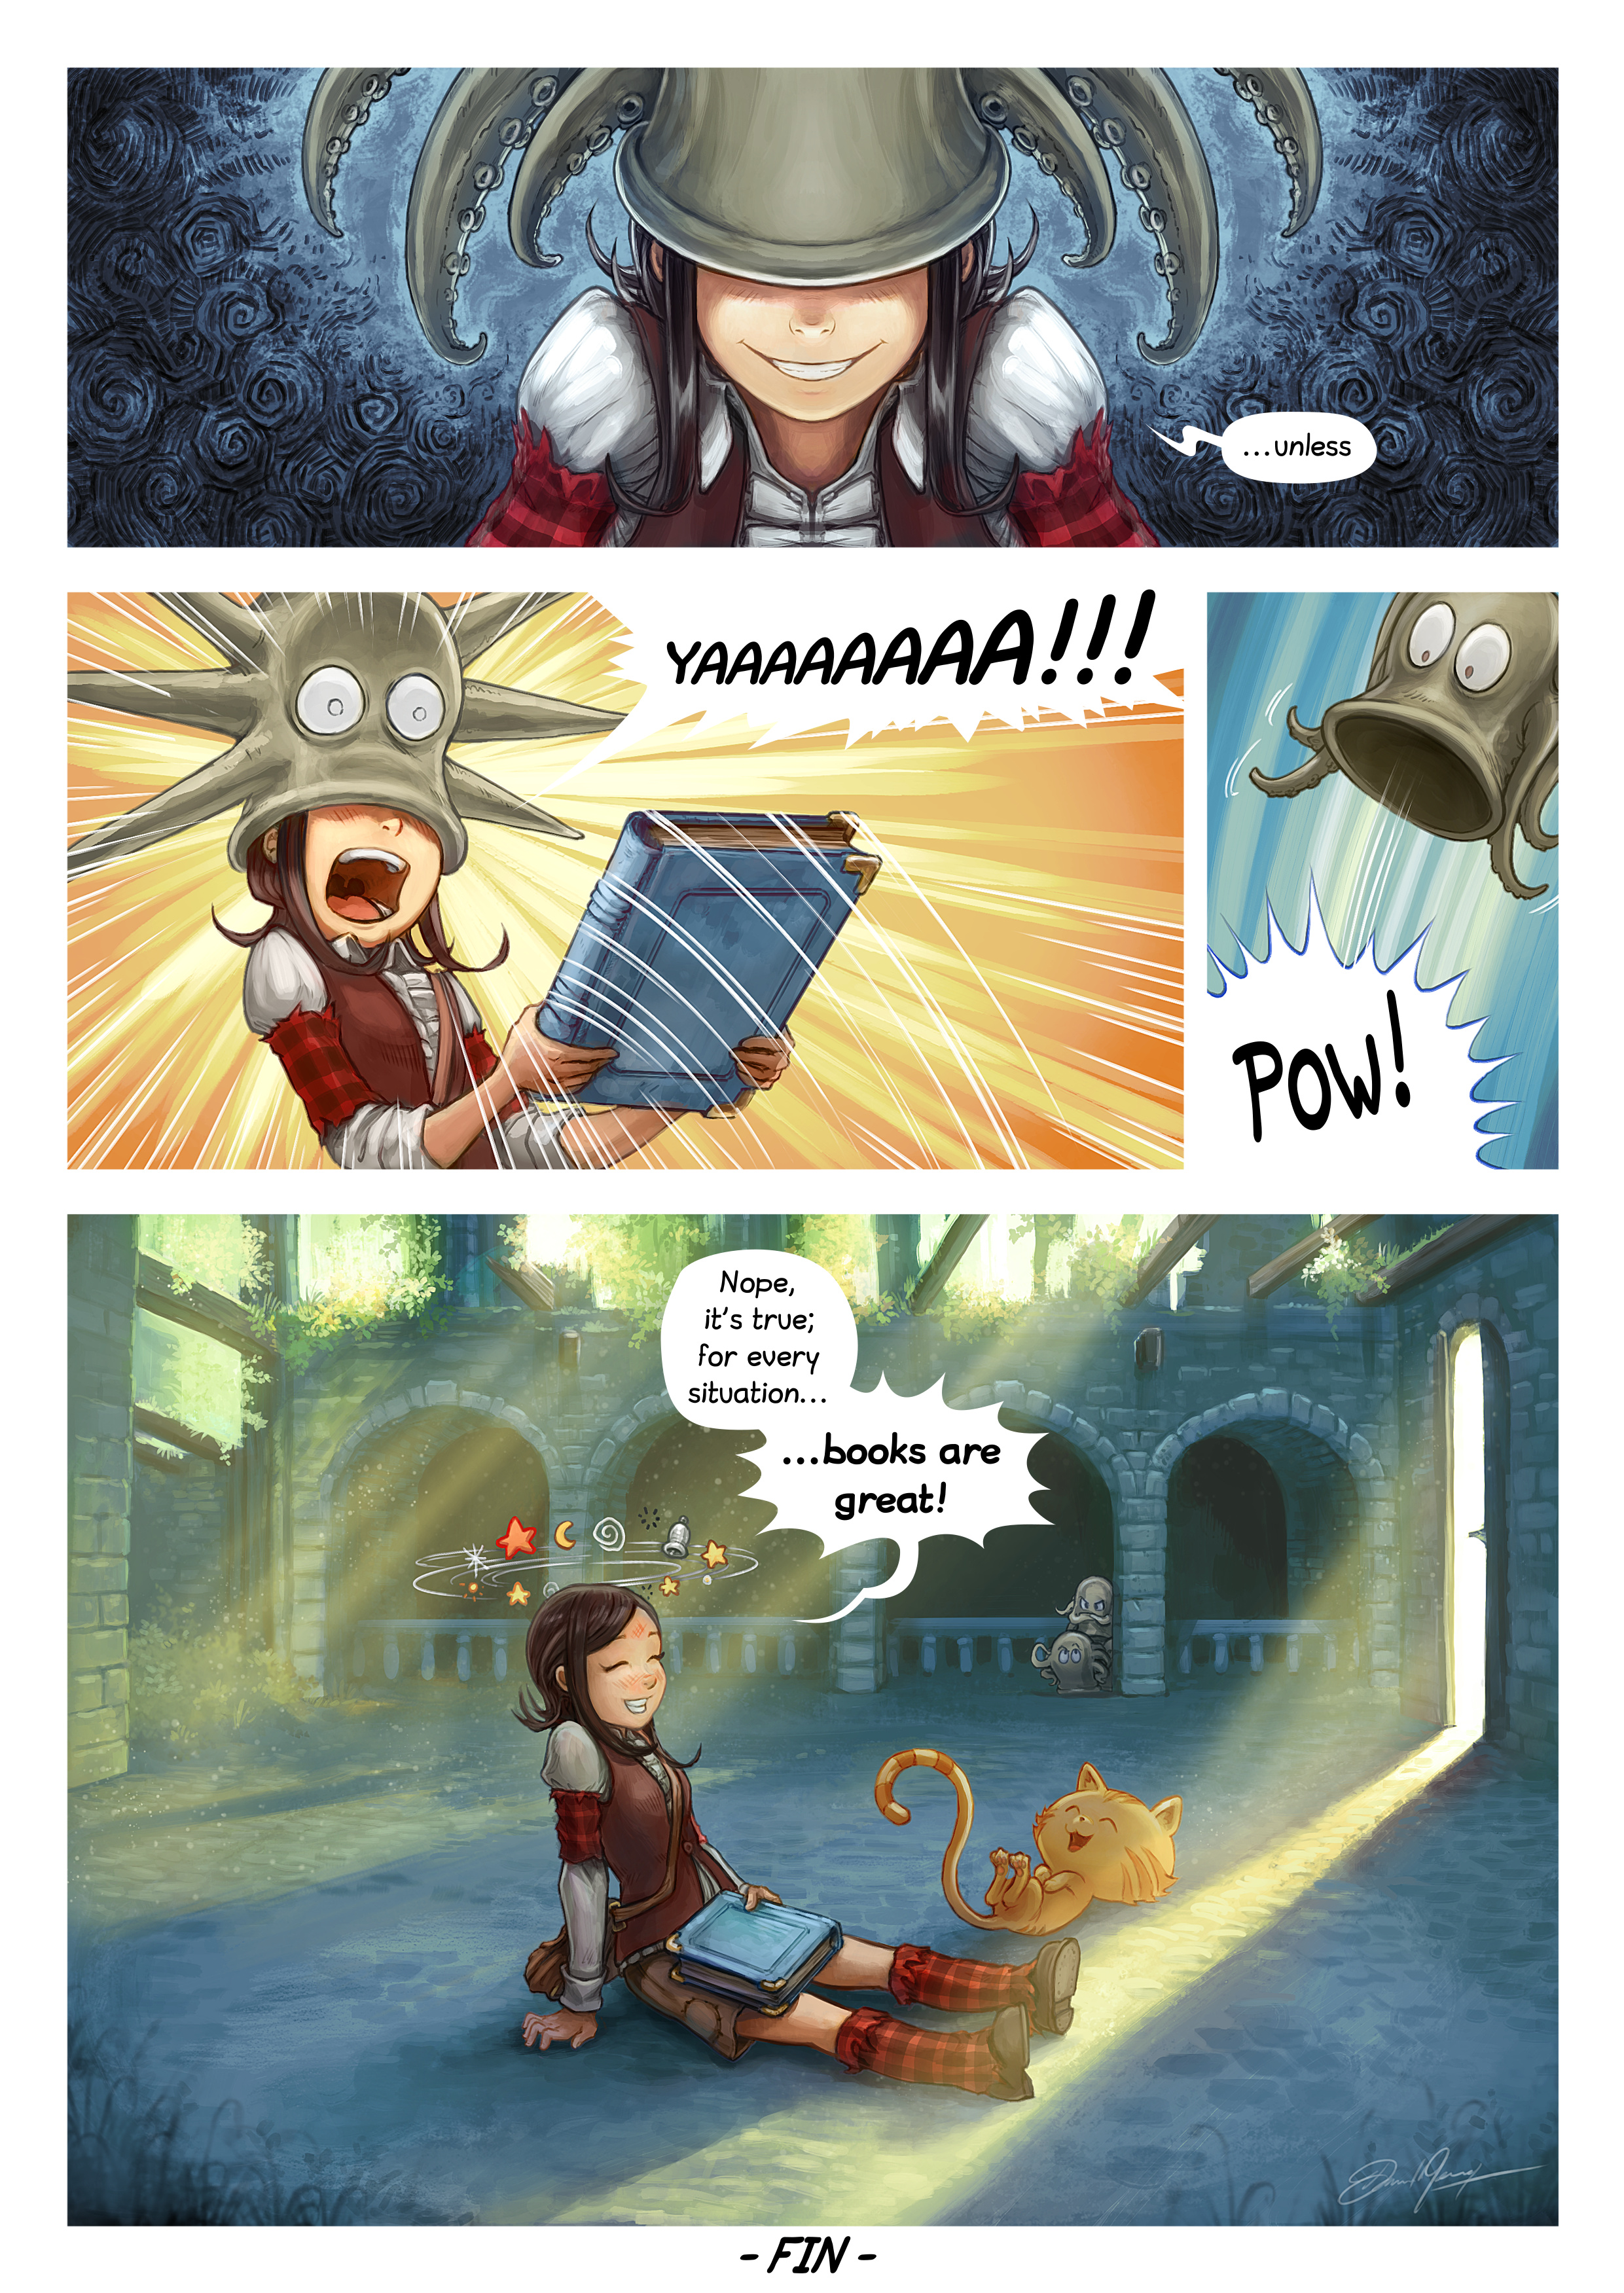 ...unless
YAAAAAAAA!!!
POW!
Nope,
it's true;
for every
situation...
...books are
great!
- FIN -